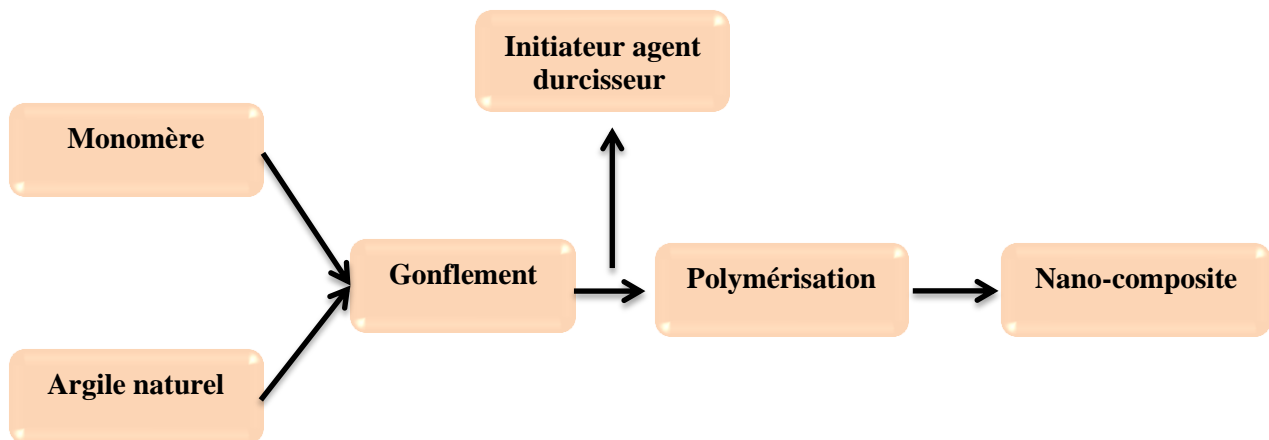 Initiateur agent
durcisseur
Monomère
Gonflement
Polymérisation
Nano-composite
Argile naturel